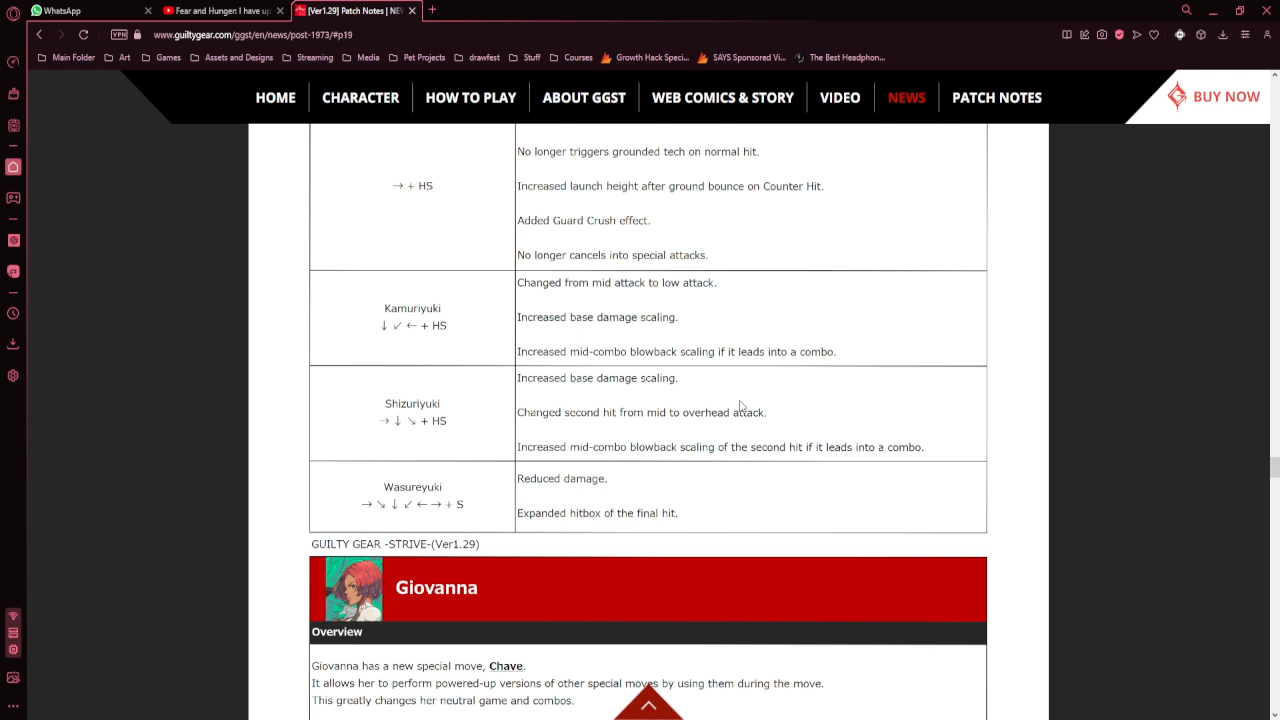 WhatsApp
Fear and Hunger: I have up
[Ver1.29] Patch Notes | NEW
VPN
www.guiltygear.com/ggst/en/news/post-1973/#p19
Main Folder
Art
Games
Assets and Designs
Streaming
Media
Pet Projects
drawfest
Stuff
Courses
Growth Hack Speci...
SAYS Sponsored Vi...
The Best Headphon...
HOME
CHARACTER
HOW TO PLAY
ABOUT GGST
WEB COMICS & STORY
VIDEO
NEWS
PATCH NOTES
BUY NOW
→ + HS
No longer triggers grounded tech on normal hit.
Increased launch height after ground bounce on Counter Hit.
Added Guard Crush effect.
No longer cancels into special attacks.
Kamuriyuki
↓ ↙ ← + HS
Changed from mid attack to low attack.
Increased base damage scaling.
Increased mid-combo blowback scaling if it leads into a combo.
Shizuriyuki
→ ↓ ↘ + HS
Increased base damage scaling.
Changed second hit from mid to overhead attack.
Increased mid-combo blowback scaling of the second hit if it leads into a combo.
Wasureyuki
→ ↘ ↓ ↙ ← → + S
Reduced damage.
Expanded hitbox of the final hit.
GUILTY GEAR -STRIVE-(Ver1.29)
Giovanna
Overview
Giovanna has a new special move, Chave.
It allows her to perform powered-up versions of other special moves by using them during the move.
This greatly changes her neutral game and combos.